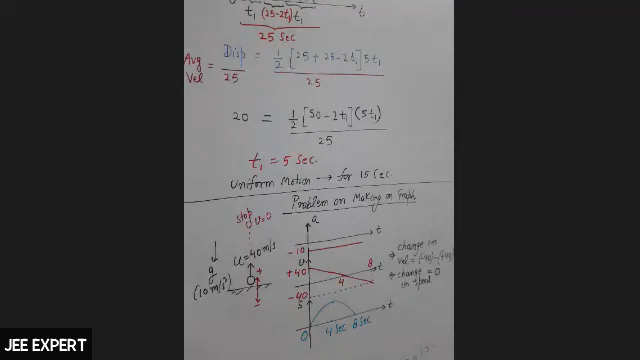 t₁ (25-2t₁) t₁ t
25 Sec
Avg Vel = Disp / 25 = 1/2 [25 + 25 - 2t₁] 5t₁ / 25
20 = 1/2 [50 - 2t₁] (5t₁) / 25
t₁ = 5 Sec.
Uniform Motion → for 15 Sec.
Problem on Making on Graph
stop v=0
a
t
-10
u = 40 m/s
g
(10 m/s²)
+
-
v
+40
4
8
t
-40
⇒ change in
vel = (-40) - (+40)
⇒ change = 0
in speed
s
0
4 Sec 8 Sec
t
JEE EXPERT